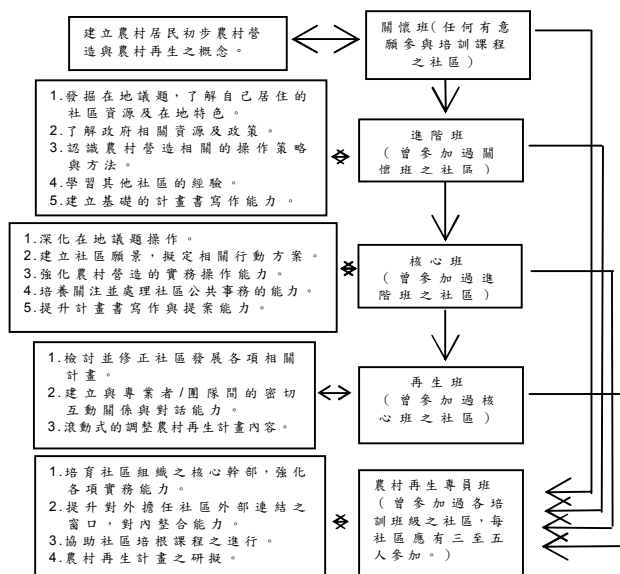 建立農村居民初步農村營
造與農村再生之概念。
關懷班(任何有意
願參與培訓課程
之社區)
1.發掘在地議題，了解自己居住的
社區資源及在地特色。
2.了解政府相關資源及政策。
3.認識農村營造相關的操作策略
與方法。
4.學習其他社區的經驗。
5.建立基礎的計畫書寫作能力。
進階班
(曾參加過關
懷班之社區)
1.深化在地議題操作。
2.建立社區願景，擬定相關行動方案。
3.強化農村營造的實務操作能力。
4.培養關注並處理社區公共事務的能力。
5.提升計畫書寫作與提案能力。
核心班
(曾參加過進
階班之社區)
1.檢討並修正社區發展各項相關
計畫。
2.建立與專業者/團隊間的密切
互動關係與對話能力。
3.滾動式的調整農村再生計畫內容。
再生班
(曾參加過核
心班之社區)
1.培育社區組織之核心幹部，強化
各項實務能力。
2.提升對外擔任社區外部連結之
窗口，對內整合能力。
3.協助社區培根課程之進行。
4.農村再生計畫之研擬。
農村再生專員班
(曾參加過各培
訓班級之社區，每
社區應有三至五
人參加。)